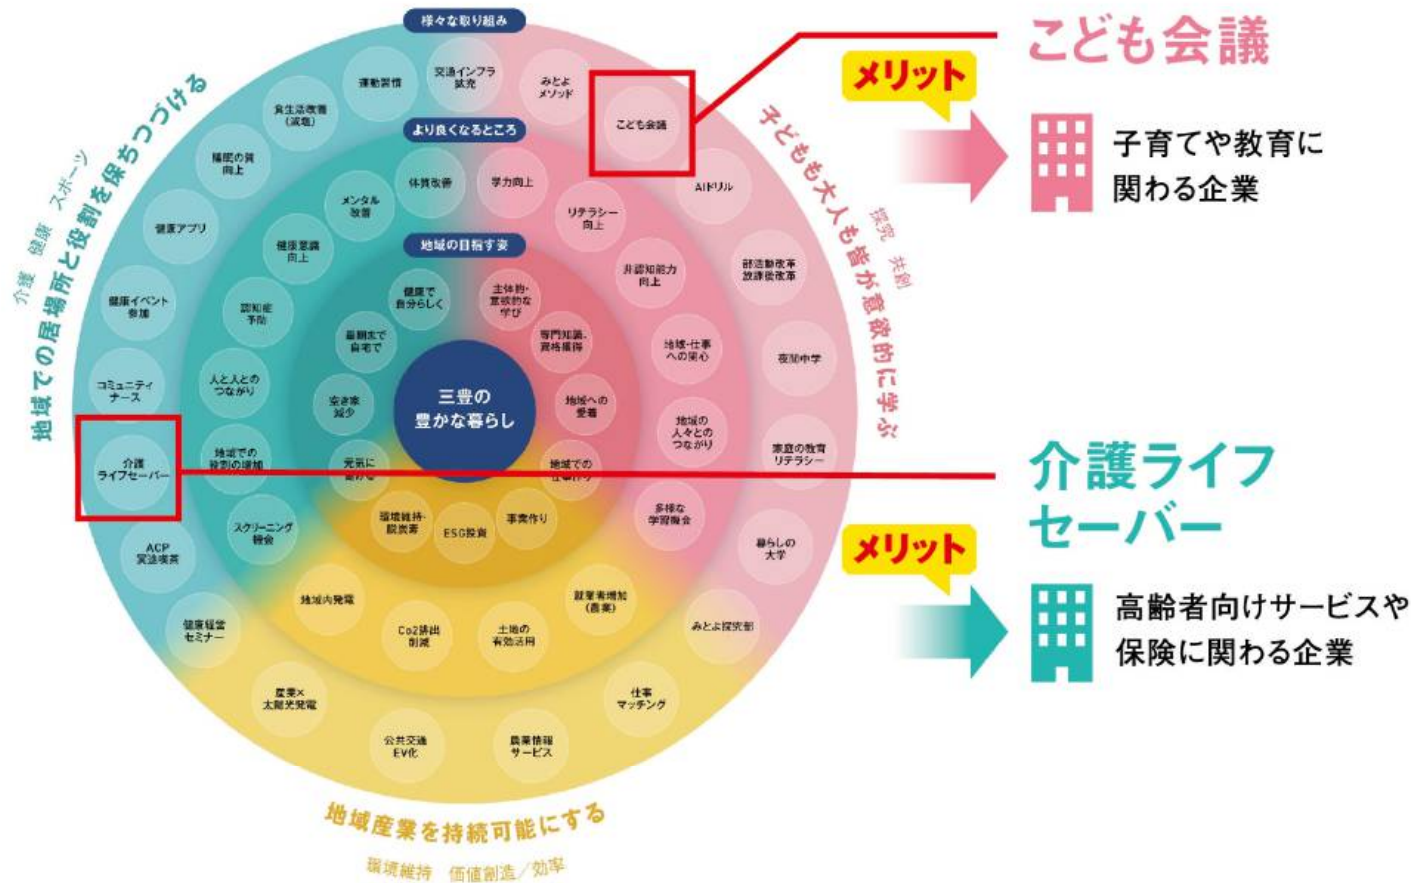 様々な取り組み
交通インフラ
拡充
みとよ
メソッド
こども会議
AIドリル
部活動改革
放課後改革
夜間中学
家庭の教育
リテラシー
暮らしの
大学
みとよ探究部
仕事
マッチング
農業情報
サービス
公共交通
EV化
産業×
太陽光発電
健康経営
セミナー
ACP
冥途喫茶
介護
ライフセーバー
コミュニティ
ナース
健康イベント
参加
健康アプリ
睡眠の質
向上
食生活改善
(減塩)
運動習慣
より良くなるところ
体質改善
学力向上
リテラシー
向上
非認知能力
向上
地域・仕事
への関心
地域の
人々との
つながり
多様な
学習機会
就業者増加
(農業)
土地の
有効活用
Co2排出
削減
地域内発電
スクリーニング
機会
地域での
役割の増加
人と人との
つながり
認知症
予防
健康意識
向上
メンタル
改善
地域の目指す姿
健康で
自分らしく
主体的・
意欲的な
学び
専門知識、
資格獲得
地域への
愛着
地域での
仕事作り
事業作り
ESG投資
環境維持・
脱炭素
元気に
働ける
空き家
減少
最期まで
自宅で
三豊の
豊かな暮らし
地域での居場所と役割を保ちつづける
介護 健康 スポーツ
子どもも大人も皆が意欲的に学ぶ
探究 共創
地域産業を持続可能にする
環境維持 価値創造／効率
こども会議
メリット
子育てや教育に
関わる企業
介護ライフ
セーバー
メリット
高齢者向けサービスや
保険に関わる企業